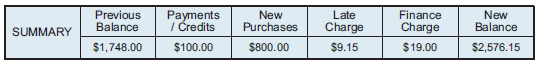 SUMMARY Previous Balance Payments / Credits New Purchases Late Charge Finance Charge New Balance
$1,748.00 $100.00 $800.00 $9.15 $19.00 $2,576.15